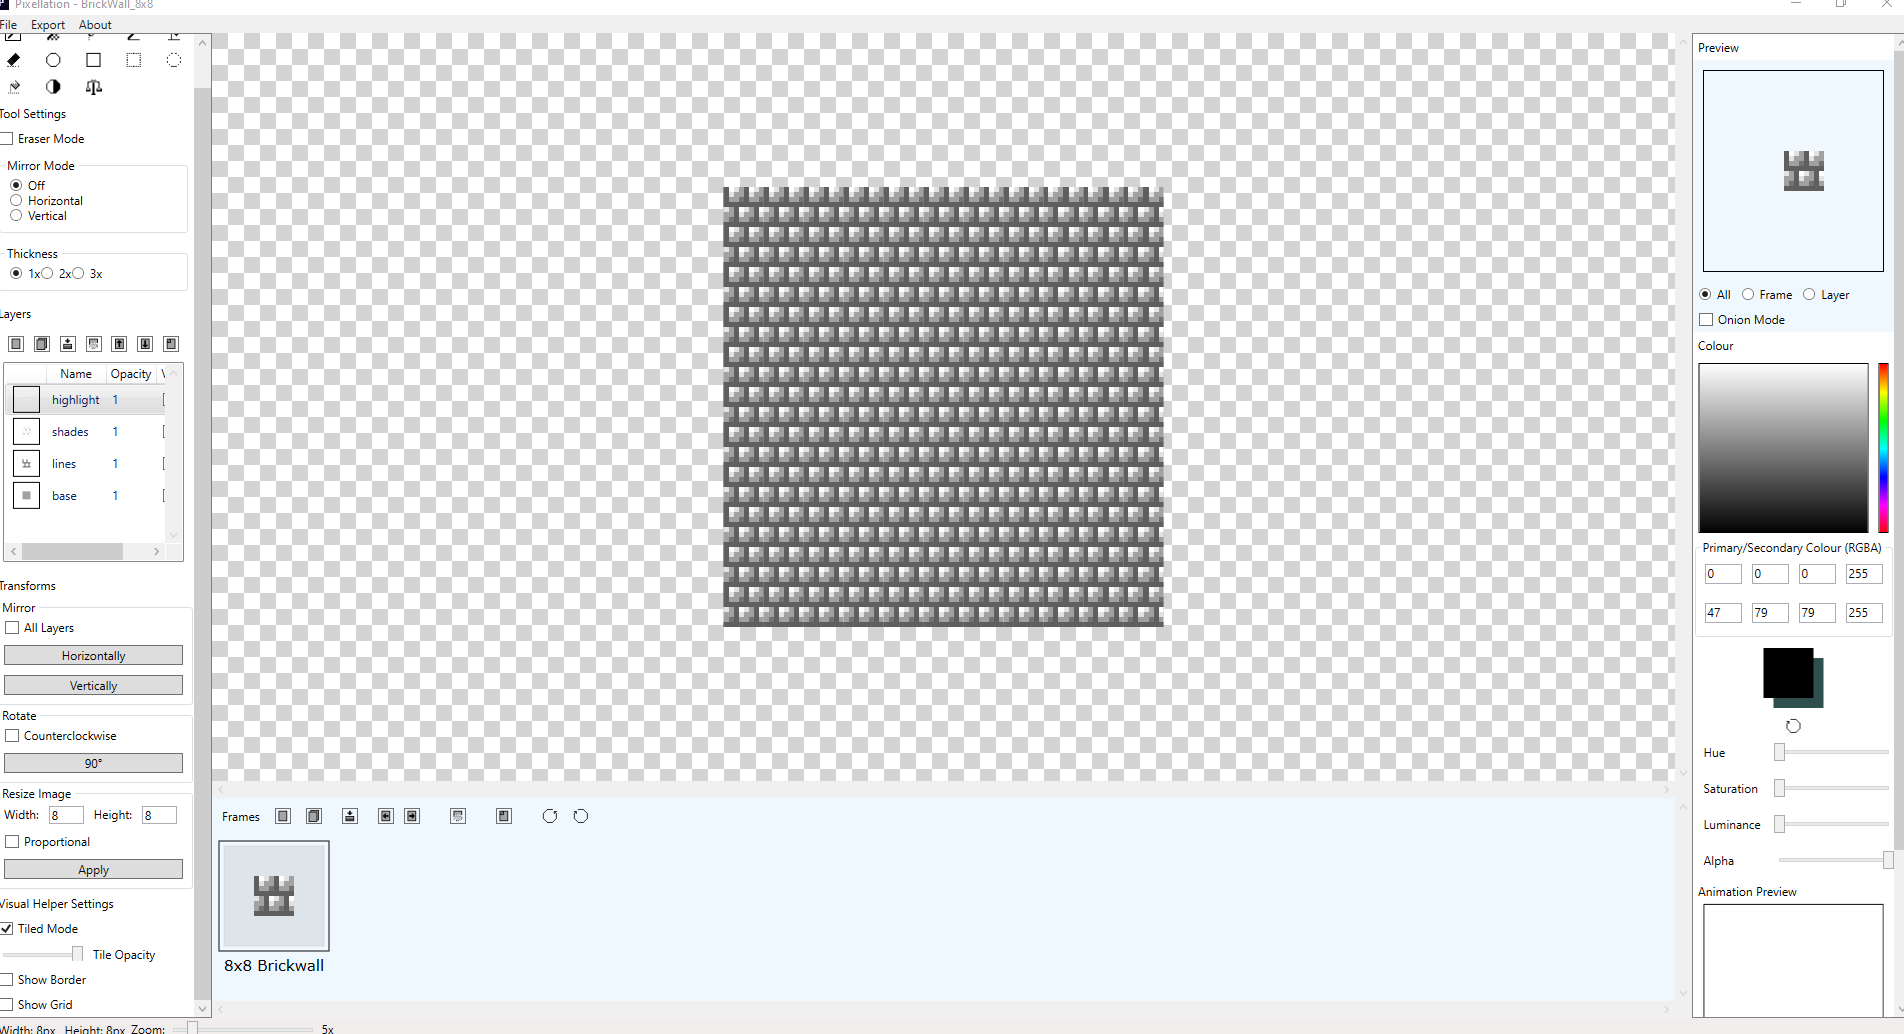 Pixellation - BrickWall_8x8
File Export About
Tool Settings
Eraser Mode
Mirror Mode
Off
Horizontal
Vertical
Thickness
1x 2x 3x
Layers
Name Opacity
highlight 1
shades 1
lines 1
base 1
Transforms
Mirror
All Layers
Horizontally
Vertically
Rotate
Counterclockwise
90°
Resize Image
Width: 8 Height: 8
Proportional
Apply
Visual Helper Settings
Tiled Mode
Tile Opacity
Show Border
Show Grid
Width: 8px Height: 8px Zoom: 5x
Frames
8x8 Brickwall
Preview
All Frame Layer
Onion Mode
Colour
Primary/Secondary Colour (RGBA)
0 0 0 255
47 79 79 255
Hue
Saturation
Luminance
Alpha
Animation Preview